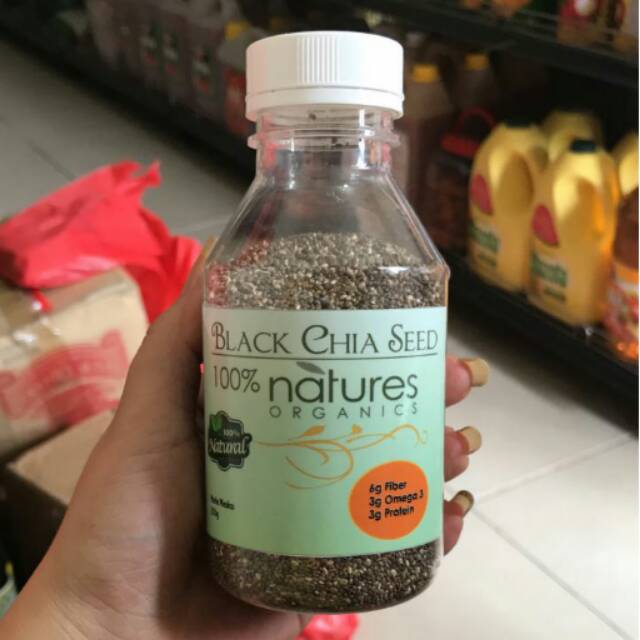 BLACK CHIA SEED
100% natures
ORGANICS
100%
Natural
6g Fiber
3g Omega 3
3g Protein